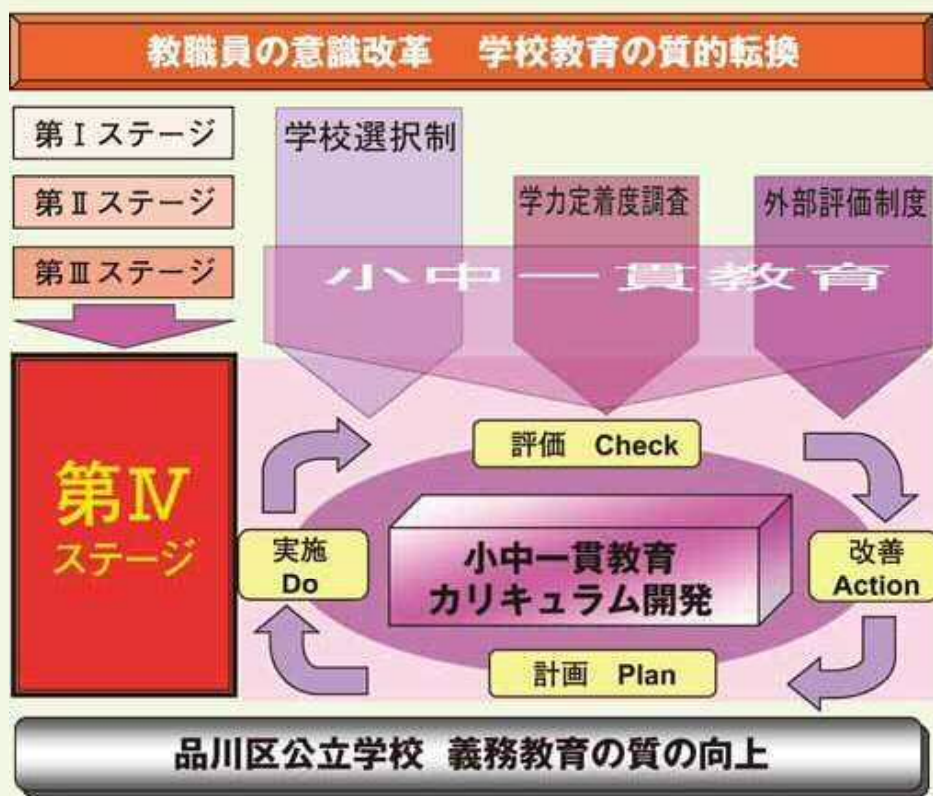 教職員の意識改革 学校教育の質的転換
第Ⅰステージ
学校選択制
第Ⅱステージ
学力定着度調査
外部評価制度
第Ⅲステージ
小中一貫教育
第Ⅳ
ステージ
評価 Check
実施
Do
小中一貫教育
カリキュラム開発
改善
Action
計画 Plan
品川区公立学校 義務教育の質の向上